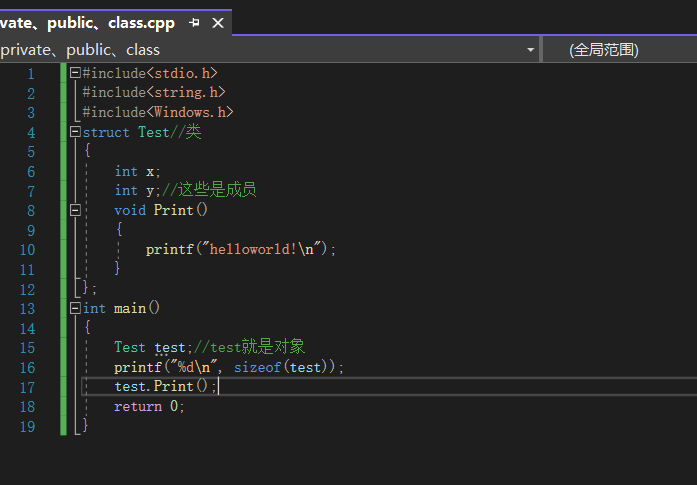 vate、public、class.cpp
private、public、class (全局范围)
1 #include<stdio.h>
2 #include<string.h>
3 #include<Windows.h>
4 struct Test//类
5 {
6 int x;
7 int y;//这些是成员
8 void Print()
9 {
10 printf("helloworld!\n");
11 }
12 };
13 int main()
14 {
15 Test test;//test就是对象
16 printf("%d\n", sizeof(test));
17 test.Print();
18 return 0;
19 }